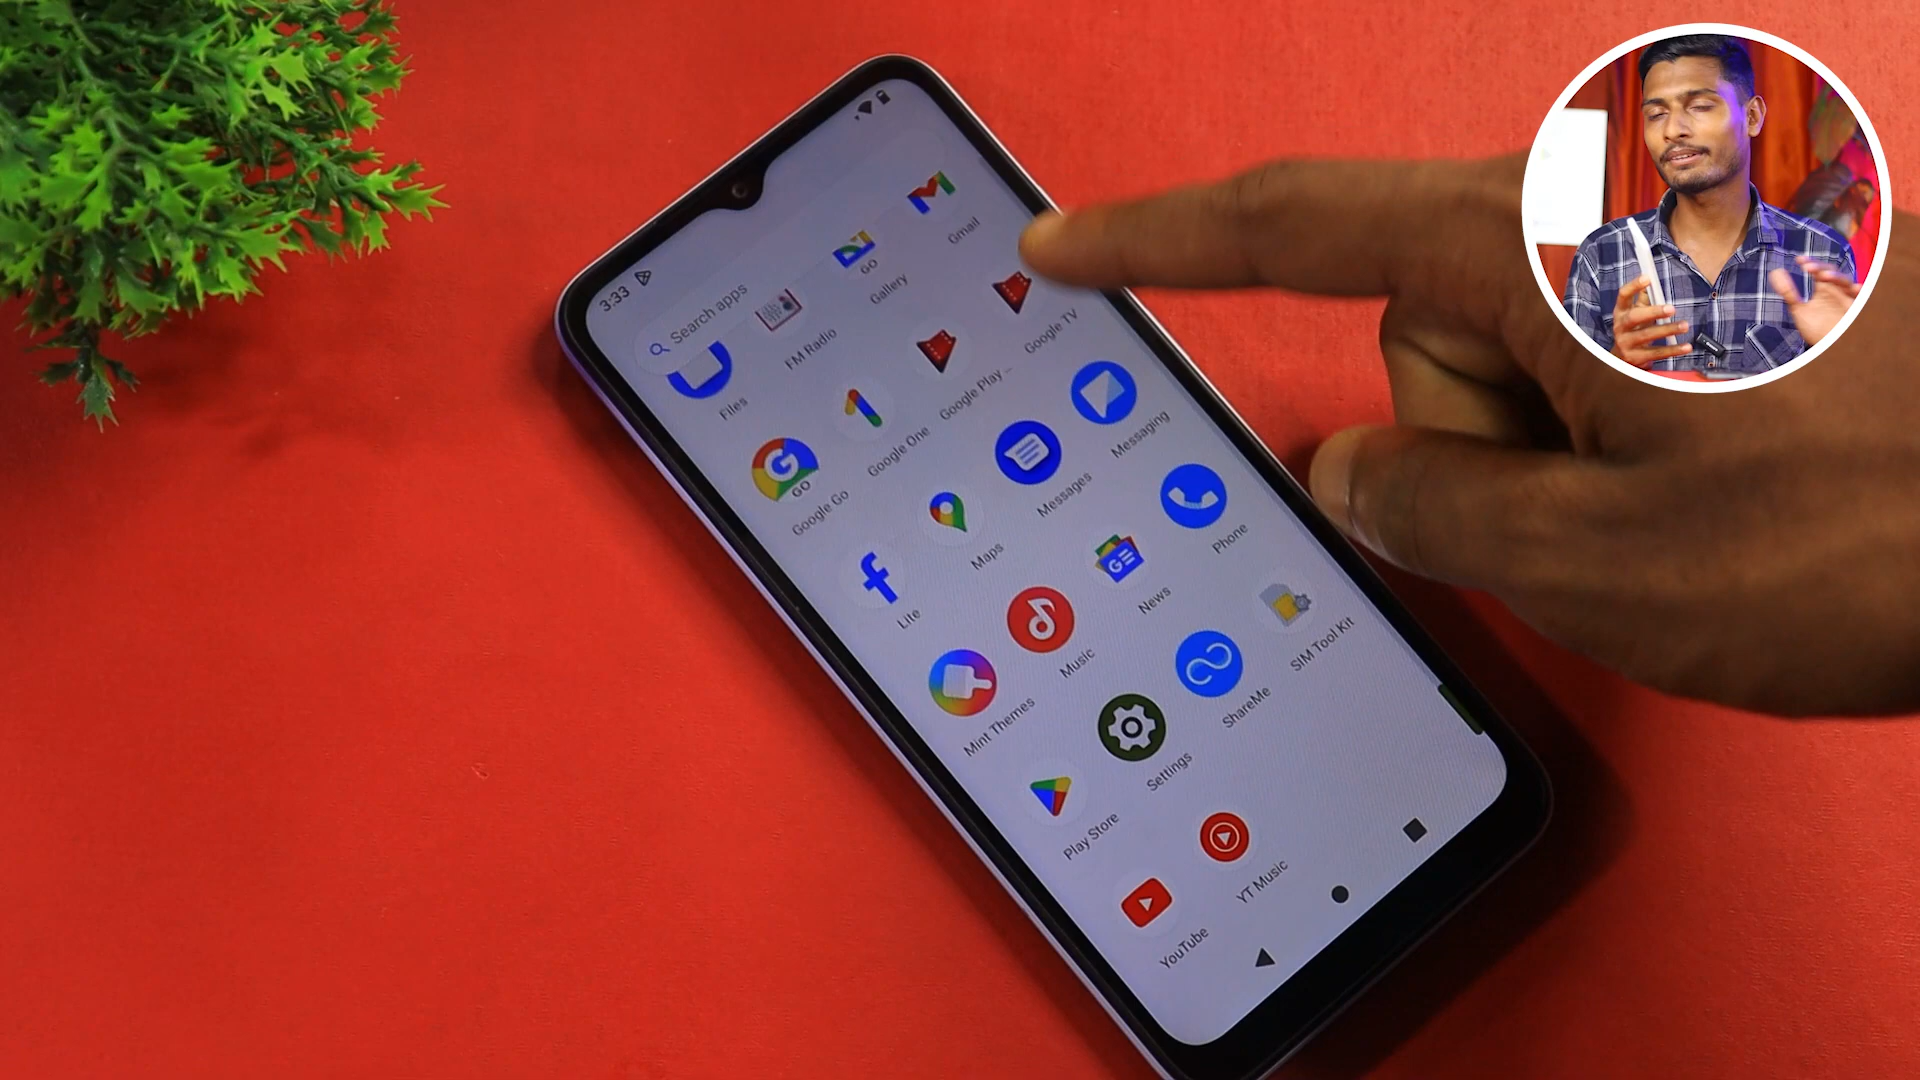 3:33
Search apps
Files
FM Radio
GO
Gallery
Gmail
G
GO
Google Go
1
Google One
Google Play ...
Google TV
f
Lite
Maps
Messages
Messaging
Mint Themes
Music
G
News
Phone
Play Store
Settings
ShareMe
SIM Tool Kit
YouTube
YT Music